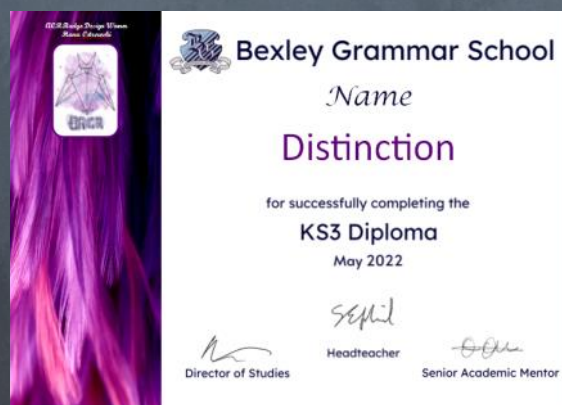 Bexley Grammar School
Name
Distinction
for successfully completing the
KS3 Diploma
May 2022
Headteacher
Director of Studies
Senior Academic Mentor